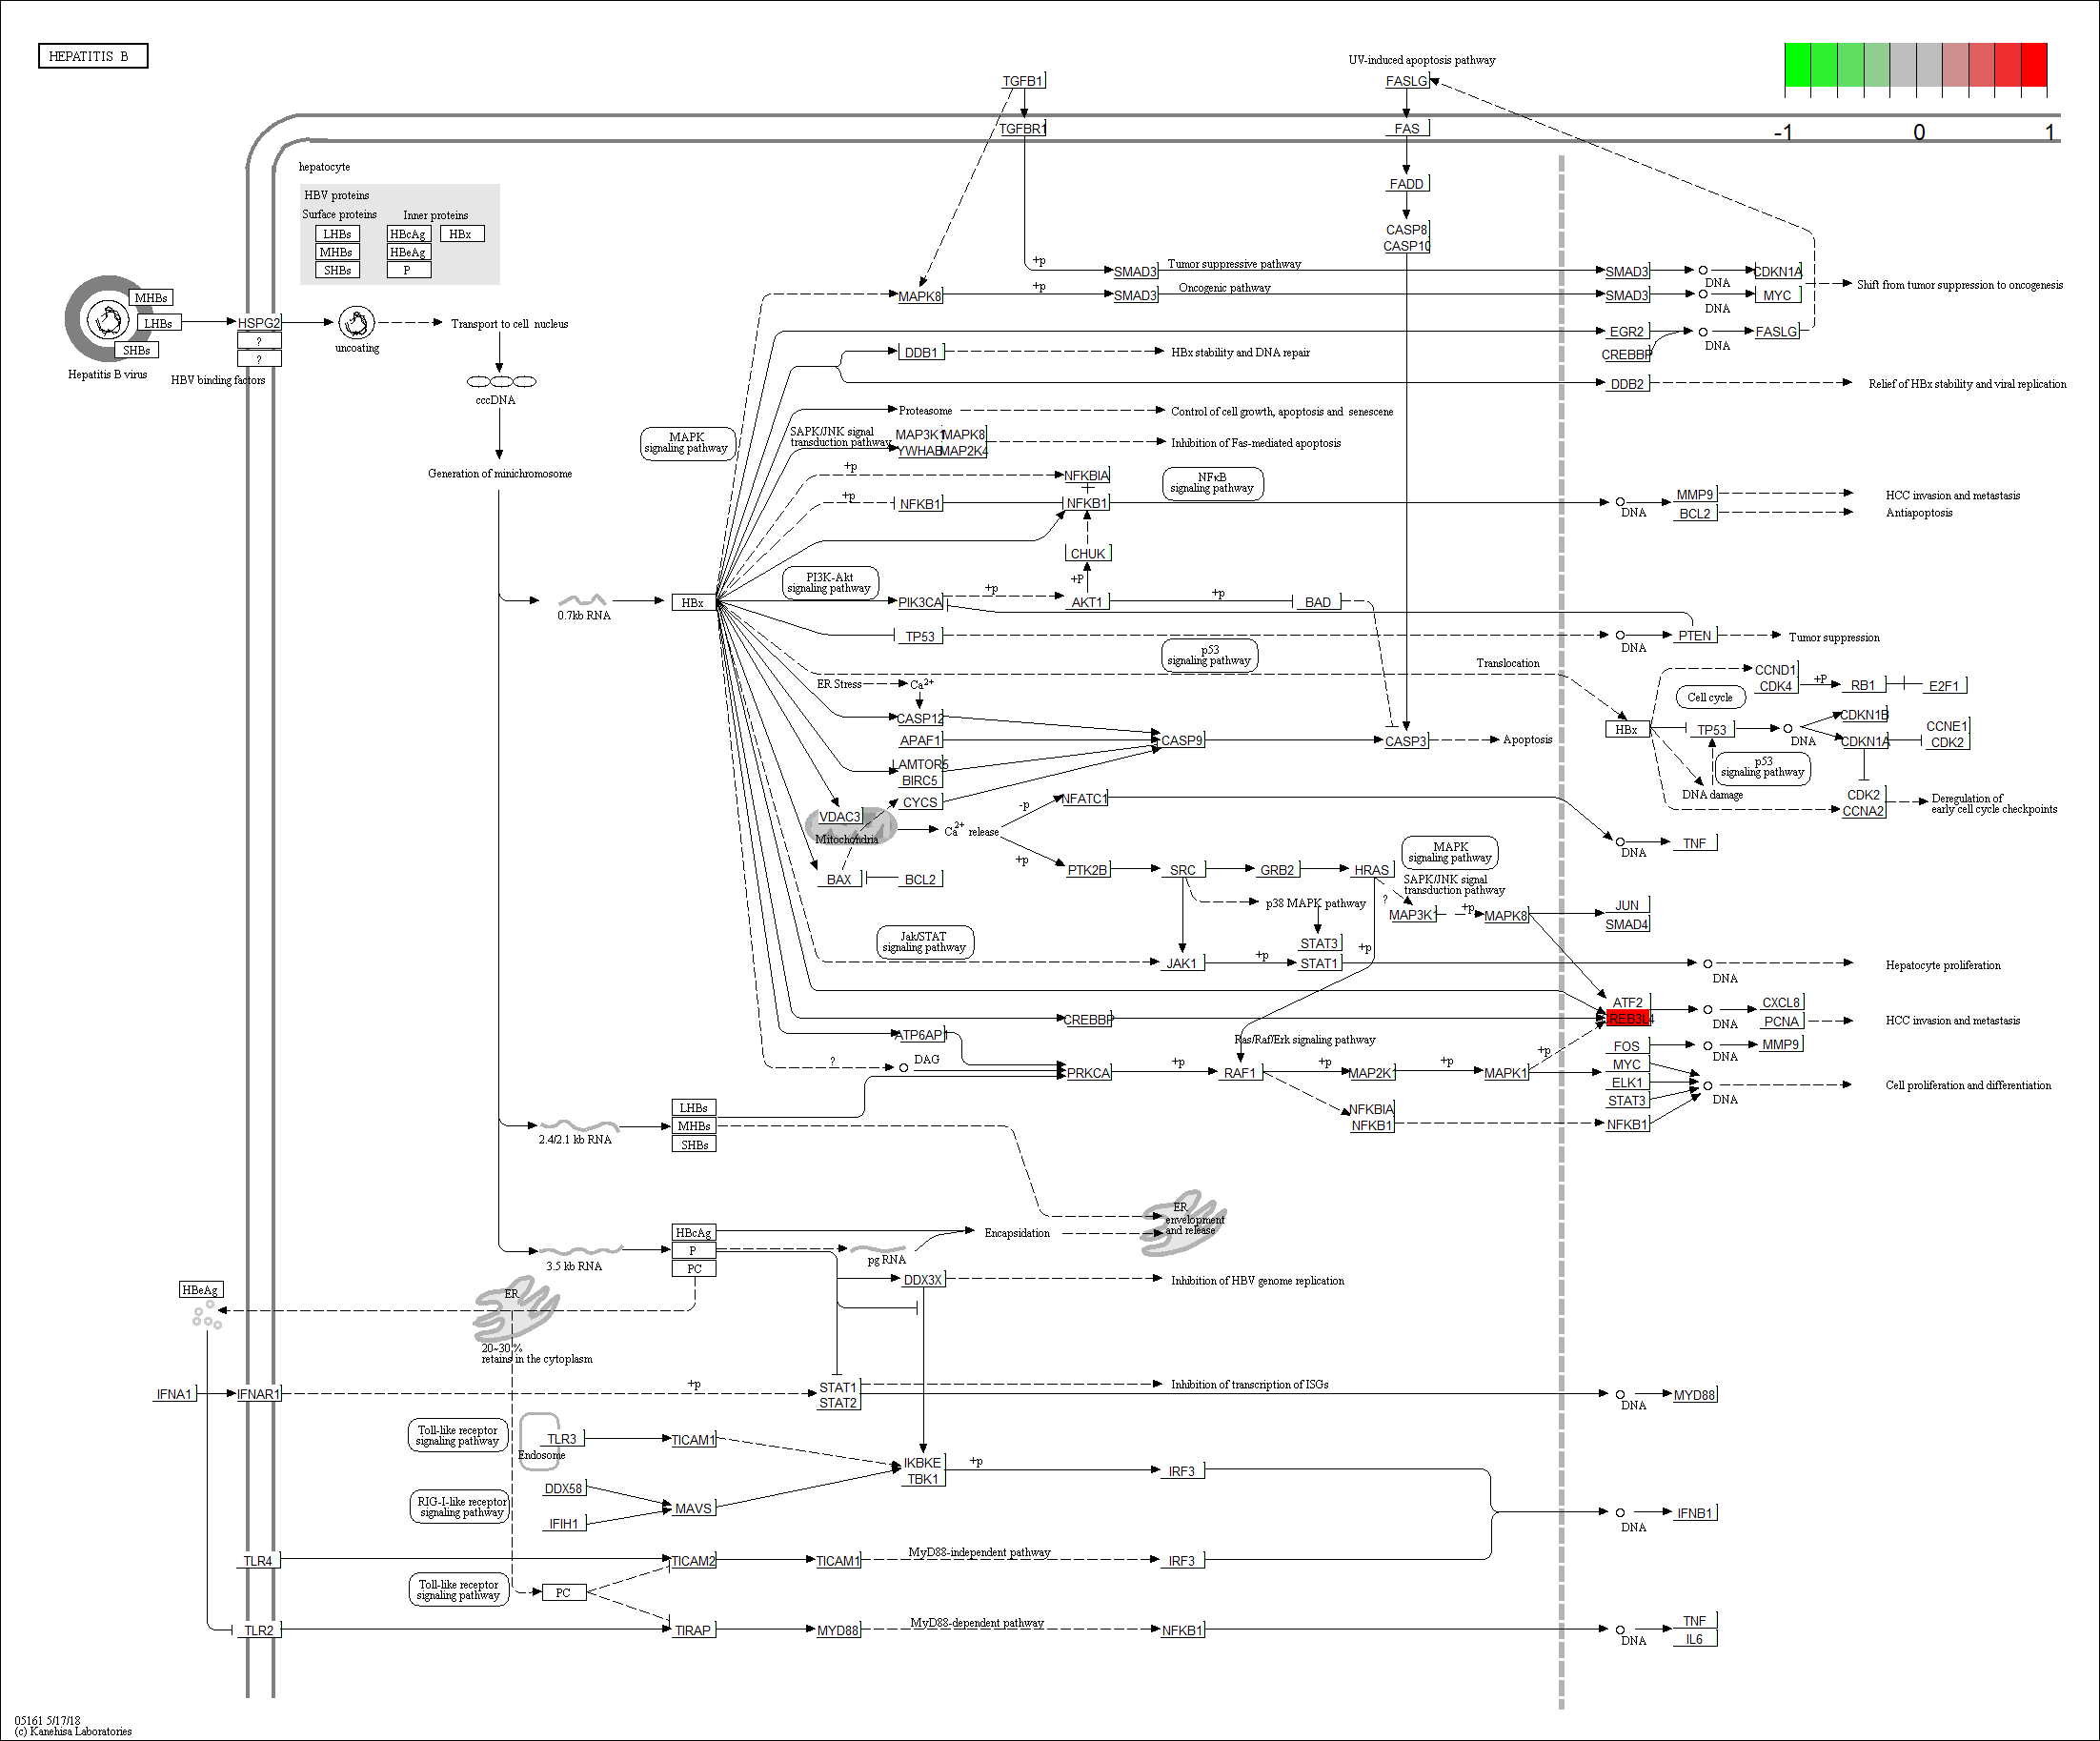 HEPATITIS B
UV-induced apoptosis pathway
TGFB1
FASLG
-1 0 1
TGFBR1
FAS
hepatocyte
FADD
HBV proteins
Surface proteins Inner proteins
LHBs HBcAg HBx
MHBs HBeAg
SHBs P
CASP8
CASP10
+p
SMAD3
Tumor suppressive pathway
SMAD3
DNA
CDKN1A
MAPK8
+p
SMAD3
Oncogenic pathway
SMAD3
DNA
MYC
Shift from tumor suppression to oncogenesis
MHBs
LHBs
SHBs
Hepatitis B virus
HSPG2
?
?
HBV binding factors
uncoating
Transport to cell nucleus
EGR2
CREBBP
DNA
FASLG
DDB1
HBx stability and DNA repair
DDB2
Relief of HBx stability and viral replication
cccDNA
Proteasome
Control of cell growth, apoptosis and senescene
MAPK
signaling pathway
SAPK/JNK signal
transduction pathway
MAP3K1 MAPK8
YWHAB MAP2K4
Inhibition of Fas-mediated apoptosis
Generation of minichromosome
+p
NFKBIA
NFκB
signaling pathway
+p
NFKB1
NFKB1
DNA
MMP9
HCC invasion and metastasis
BCL2
Antiapoptosis
CHUK
+P
PI3K-Akt
signaling pathway
0.7kb RNA
HBx
PIK3CA
+p
AKT1
+p
BAD
TP53
DNA
PTEN
Tumor suppression
p53
signaling pathway
Translocation
ER Stress
Ca2+
CCND1
CDK4
+p
RB1
E2F1
Cell cycle
CASP12
HBx
TP53
DNA
CDKN1B
CDKN1A
CCNE1
CDK2
APAF1
CASP9
CASP3
Apoptosis
LAMTOR5
BIRC5
p53
signaling pathway
DNA damage
CYCS
CDK2
CCNA2
Deregulation of
early cell cycle checkpoints
VDAC3
Mitochondria
Ca2+ release
-p
NFATC1
DNA
TNF
+p
PTK2B
SRC
GRB2
HRAS
MAPK
signaling pathway
SAPK/JNK signal
transduction pathway
BAX
BCL2
p38 MAPK pathway
?
MAP3K1
+p
MAPK8
JUN
SMAD4
Jak/STAT
signaling pathway
STAT3
JAK1
+p
STAT1
+p
DNA
Hepatocyte proliferation
ATF2
DNA
CXCL8
CREBBP
PCNA
HCC invasion and metastasis
ATP6AP1
Ras/Raf/Erk signaling pathway
FOS
DNA
MMP9
?
DAG
PRKCA
+p
RAF1
+p
MAP2K1
+p
MAPK1
+p
MYC
ELK1
STAT3
DNA
Cell proliferation and differentiation
NFKBIA
NFKB1
NFKB1
2.4/2.1 kb RNA
LHBs
MHBs
SHBs
ER
envelopment
and release
3.5 kb RNA
HBcAg
P
PC
pg RNA
Encapsidation
DDX3X
Inhibition of HBV genome replication
HBeAg
ER
20~30%
retains in the cytoplasm
IFNA1
IFNAR1
+p
STAT1
STAT2
Inhibition of transcription of ISGs
DNA
MYD88
Toll-like receptor
signaling pathway
TLR3
Endosome
TICAM1
IKBKE
TBK1
+p
IRF3
RIG-I-like receptor
signaling pathway
DDX58
IFIH1
MAVS
DNA
IFNB1
TLR4
TICAM2
TICAM1
MyD88-independent pathway
IRF3
Toll-like receptor
signaling pathway
PC
TLR2
TIRAP
MYD88
MyD88-dependent pathway
NFKB1
DNA
TNF
IL6
05161 5/17/18
(c) Kanehisa Laboratories